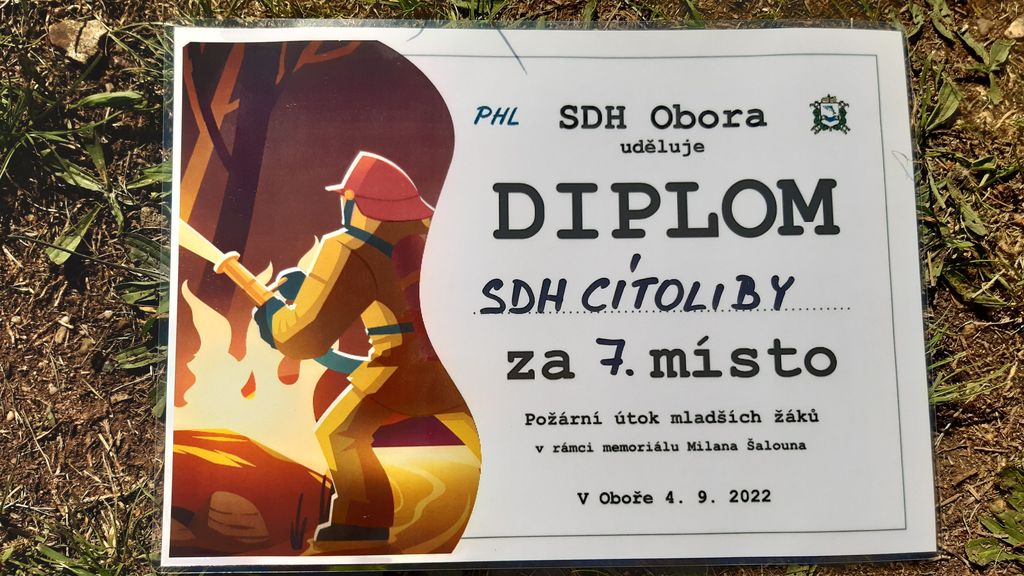 PHL SDH Obora
uděluje
DIPLOM
SDH CÍTOLIBY
za 7. místo
Požární útok mladších žáků
v rámci memoriálu Milana Šalouna
V Oboře 4. 9. 2022